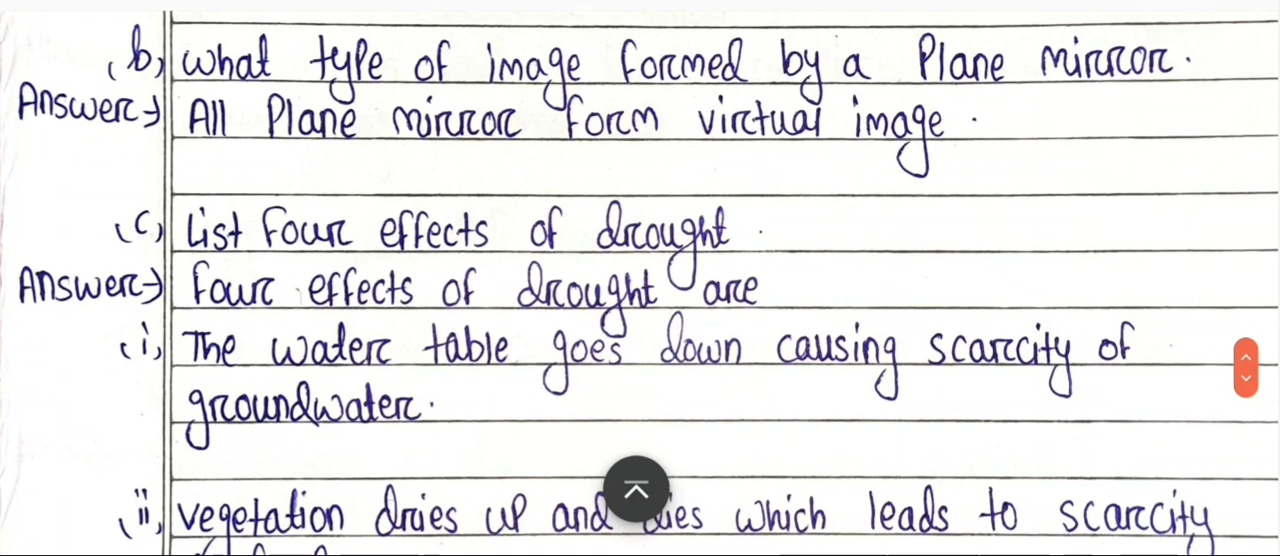 (b) what type of image formed by a Plane mirror.
Answer → All Plane mirror form virtual image.
(c) List four effects of drought.
Answer → four effects of drought are
(i) The water table goes down causing scarcity of
groundwater.
(ii) vegetation dries up and dies which leads to scarcity